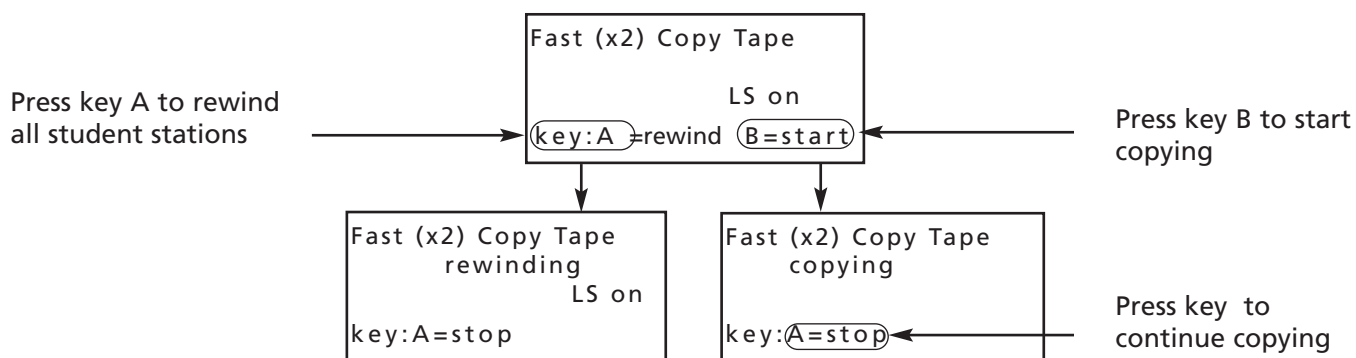 Fast (x2) Copy Tape
LS on
key:A =rewind B=start
Press key A to rewind
all student stations
Press key B to start
copying
Fast (x2) Copy Tape
rewinding
LS on
key:A=stop
Fast (x2) Copy Tape
copying
key:A=stop
Press key to
continue copying